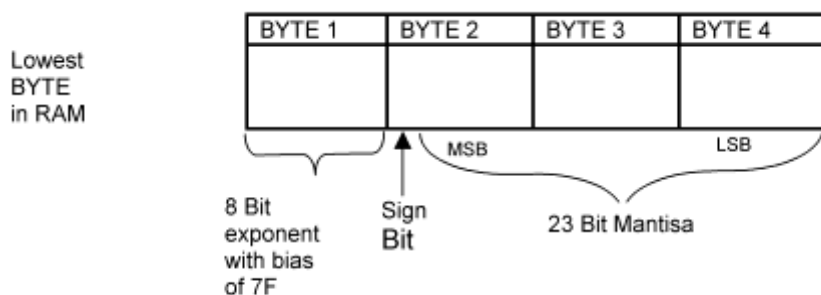 BYTE 1 BYTE 2 BYTE 3 BYTE 4
Lowest
BYTE
in RAM
MSB LSB
8 Bit
exponent
with bias
of 7F
Sign
Bit
23 Bit Mantisa